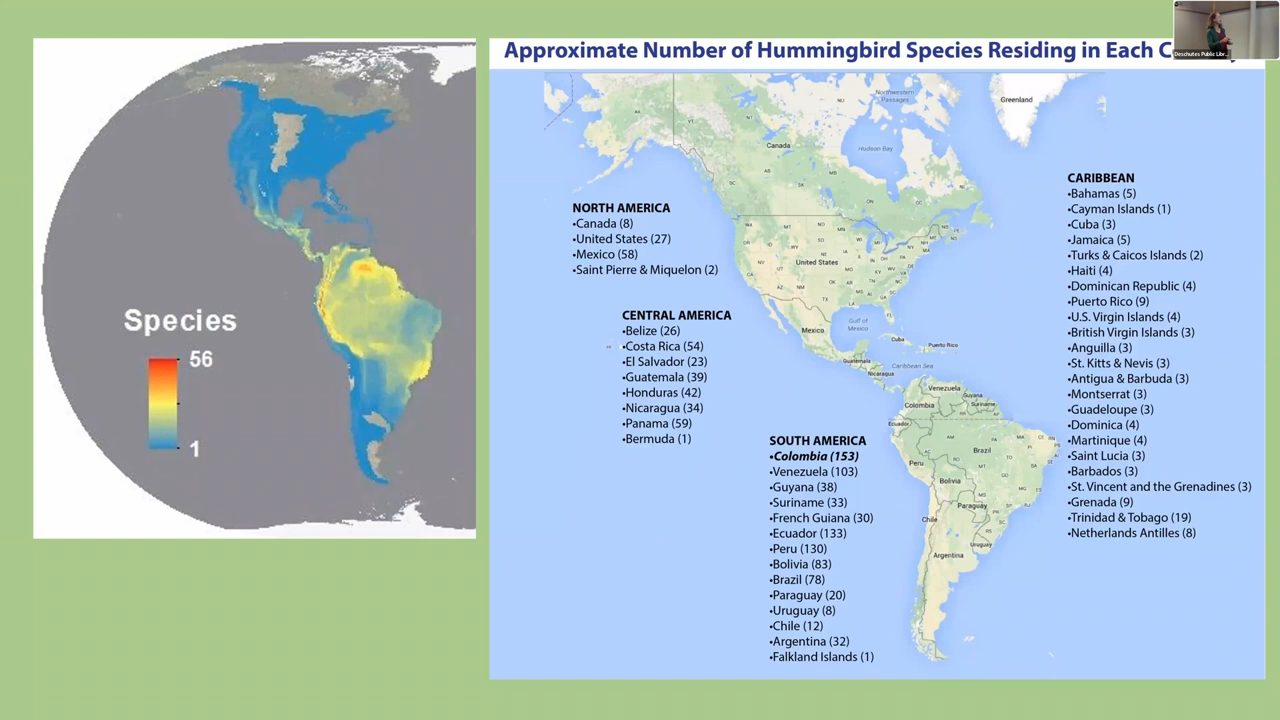 Species
56
1
Approximate Number of Hummingbird Species Residing in Each
Deschutes Public Libr...
NORTH AMERICA
•Canada (8)
•United States (27)
•Mexico (58)
•Saint Pierre & Miquelon (2)
CENTRAL AMERICA
•Belize (26)
•Costa Rica (54)
•El Salvador (23)
•Guatemala (39)
•Honduras (42)
•Nicaragua (34)
•Panama (59)
•Bermuda (1)
SOUTH AMERICA
•Colombia (153)
•Venezuela (103)
•Guyana (38)
•Suriname (33)
•French Guiana (30)
•Ecuador (133)
•Peru (130)
•Bolivia (83)
•Brazil (78)
•Paraguay (20)
•Uruguay (8)
•Chile (12)
•Argentina (32)
•Falkland Islands (1)
CARIBBEAN
•Bahamas (5)
•Cayman Islands (1)
•Cuba (3)
•Jamaica (5)
•Turks & Caicos Islands (2)
•Haiti (4)
•Dominican Republic (4)
•Puerto Rico (9)
•U.S. Virgin Islands (4)
•British Virgin Islands (3)
•Anguilla (3)
•St. Kitts & Nevis (3)
•Antigua & Barbuda (3)
•Montserrat (3)
•Guadeloupe (3)
•Dominica (4)
•Martinique (4)
•Saint Lucia (3)
•Barbados (3)
•St. Vincent and the Grenadines (3)
•Grenada (9)
•Trinidad & Tobago (19)
•Netherlands Antilles (8)
Northwestern
Passages
Greenland
Canada
Hudson Bay
United States
Gulf of
Mexico
Mexico
Cuba
Puerto Rico
Guatemala
Caribbean Sea
Nicaragua
Venezuela
Guyana
Suriname
Colombia
Ecuador
Brazil
Peru
Bolivia
Paraguay
Chile
Uruguay
Argentina